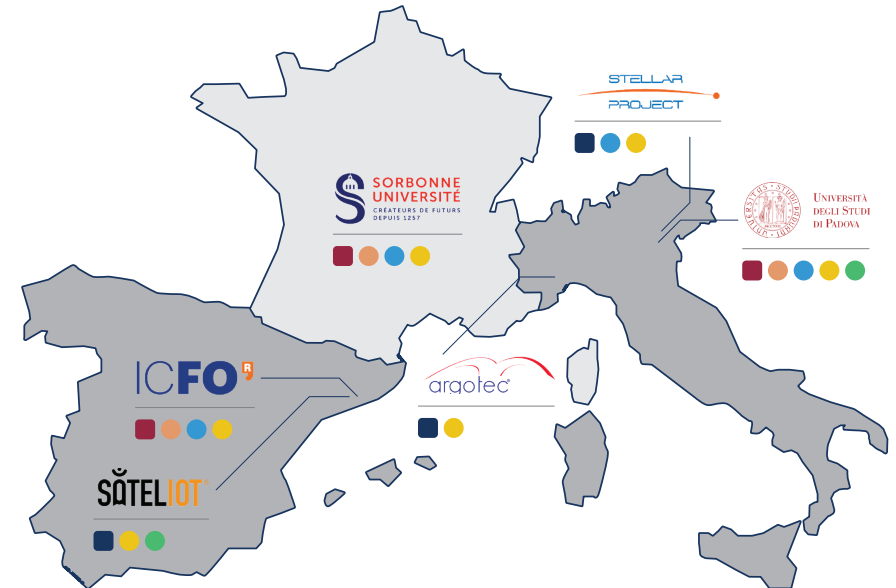 STELLAR
PROJECT
SORBONNE
UNIVERSITÉ
CRÉATEURS DE FUTURS
DEPUIS 1257
UNIVERSITÀ
DEGLI STUDI
DI PADOVA
ICFO R
argotec
SATELIOT